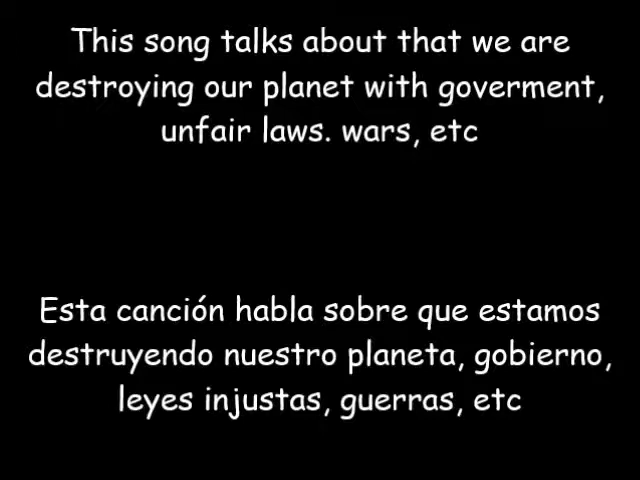 This song talks about that we are
destroying our planet with goverment,
unfair laws. wars, etc
Esta canción habla sobre que estamos
destruyendo nuestro planeta, gobierno,
leyes injustas, guerras, etc